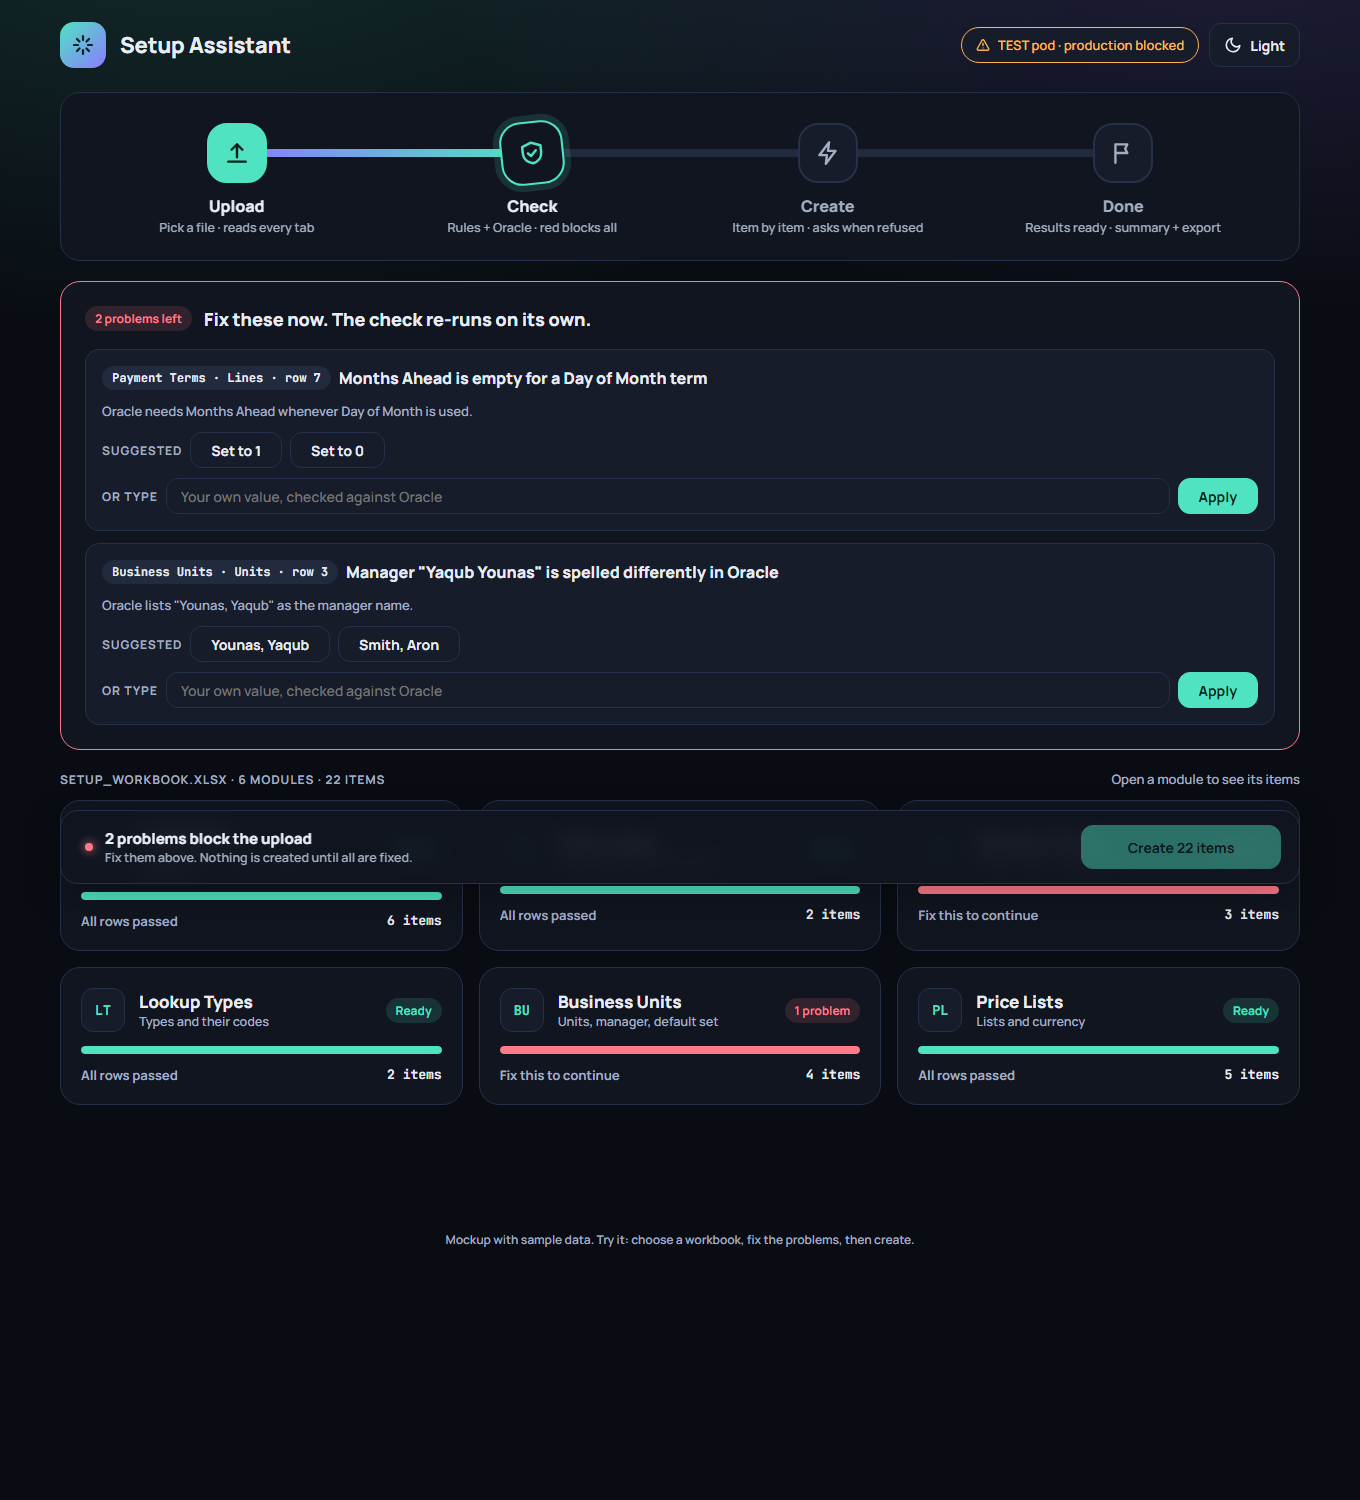 Setup Assistant
TEST pod · production blocked
Light
Upload
Pick a file · reads every tab
Check
Rules + Oracle · red blocks all
Create
Item by item · asks when refused
Done
Results ready · summary + export
2 problems left
Fix these now. The check re-runs on its own.
Payment Terms · Lines · row 7
Months Ahead is empty for a Day of Month term
Oracle needs Months Ahead whenever Day of Month is used.
SUGGESTED
Set to 1
Set to 0
OR TYPE
Your own value, checked against Oracle
Apply
Business Units · Units · row 3
Manager "Yaqub Younas" is spelled differently in Oracle
Oracle lists "Younas, Yaqub" as the manager name.
SUGGESTED
Younas, Yaqub
Smith, Aron
OR TYPE
Your own value, checked against Oracle
Apply
SETUP_WORKBOOK.XLSX · 6 MODULES · 22 ITEMS
Open a module to see its items
2 problems block the upload
Fix them above. Nothing is created until all are fixed.
Create 22 items
All rows passed
6 items
All rows passed
2 items
Fix this to continue
3 items
LT
Lookup Types
Types and their codes
Ready
All rows passed
2 items
BU
Business Units
Units, manager, default set
1 problem
Fix this to continue
4 items
PL
Price Lists
Lists and currency
Ready
All rows passed
5 items
Mockup with sample data. Try it: choose a workbook, fix the problems, then create.